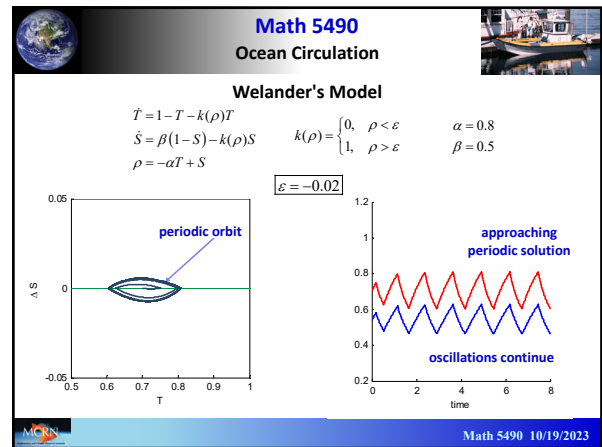 Math 5490
Ocean Circulation
Welander's Model
Ṫ = 1 − T − k(ρ)T
Ṡ = β(1 − S) − k(ρ)S
ρ = −αT + S
k(ρ) = {0, ρ < ε
1, ρ > ε
α = 0.8
β = 0.5
ε = −0.02
0.05
0
-0.05
Δ S
0.5 0.6 0.7 0.8 0.9 1
T
periodic orbit
1.2
1
0.8
0.6
0.4
0.2
0 2 4 6 8
time
approaching
periodic solution
oscillations continue
MCRN
Math 5490 10/19/2023